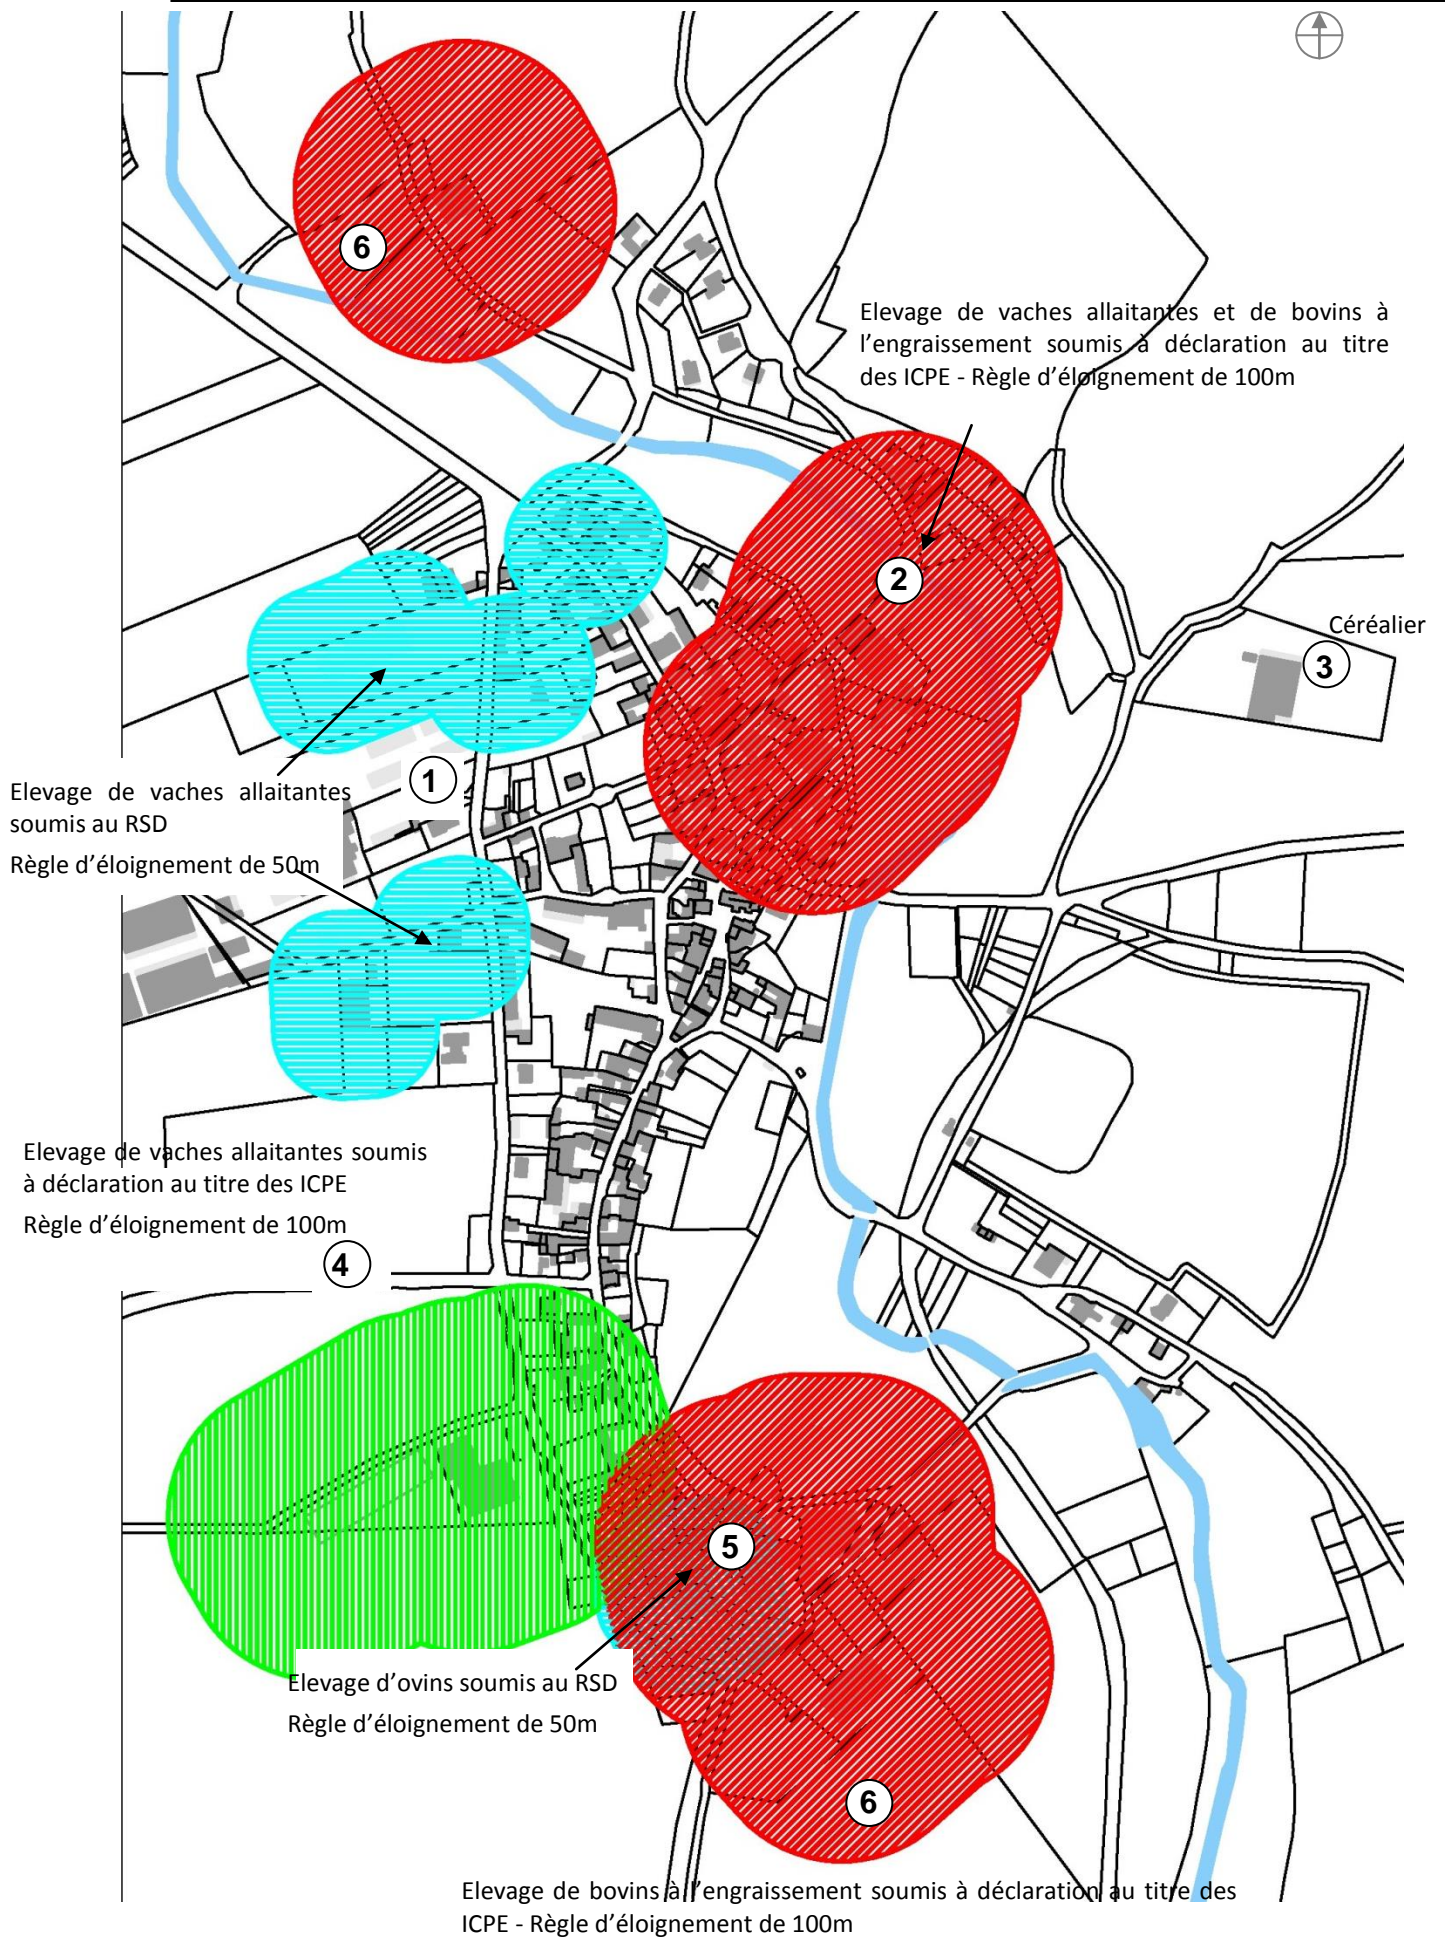 6
Elevage de vaches allaitantes et de bovins à
l'engraissement soumis à déclaration au titre
des ICPE - Règle d'éloignement de 100m
2
Céréalier
3
1
Elevage de vaches allaitantes
soumis au RSD
Règle d'éloignement de 50m
Elevage de vaches allaitantes soumis
à déclaration au titre des ICPE
Règle d'éloignement de 100m
4
5
Elevage d'ovins soumis au RSD
Règle d'éloignement de 50m
6
Elevage de bovins à l'engraissement soumis à déclaration au titre des
ICPE - Règle d'éloignement de 100m